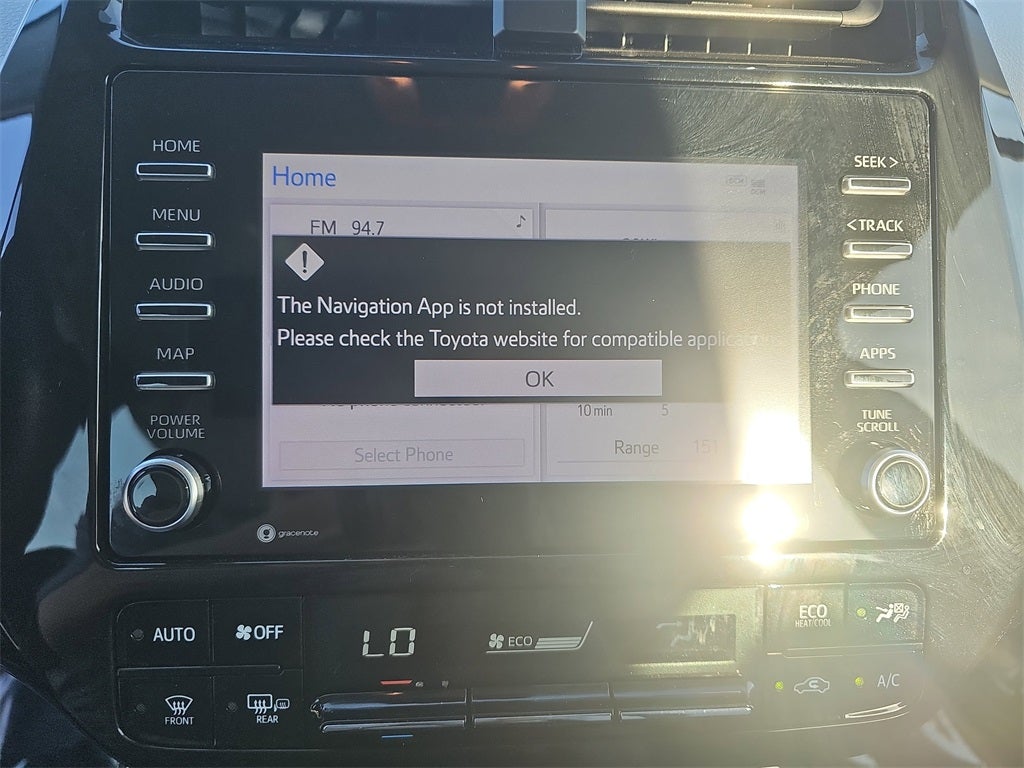 HOME
MENU
AUDIO
MAP
POWER
VOLUME
Home
DCM
FM 94.7
The Navigation App is not installed.
Please check the Toyota website for compatible
OK
10 min 5
Select Phone
Range 151
gracenote
SEEK >
< TRACK
PHONE
APPS
TUNE
SCROLL
AUTO
OFF
LO
ECO
ECO
HEAT/COOL
FRONT
REAR
A/C